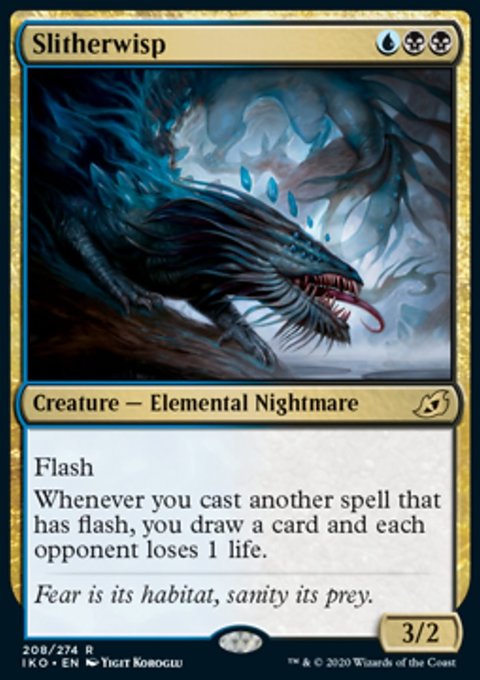 Slitherwisp
Creature — Elemental Nightmare
Flash
Whenever you cast another spell that
has flash, you draw a card and each
opponent loses 1 life.
Fear is its habitat, sanity its prey.
3/2
208/274 R
IKO • EN Yigit Koroglu
™ & © 2020 Wizards of the Coast